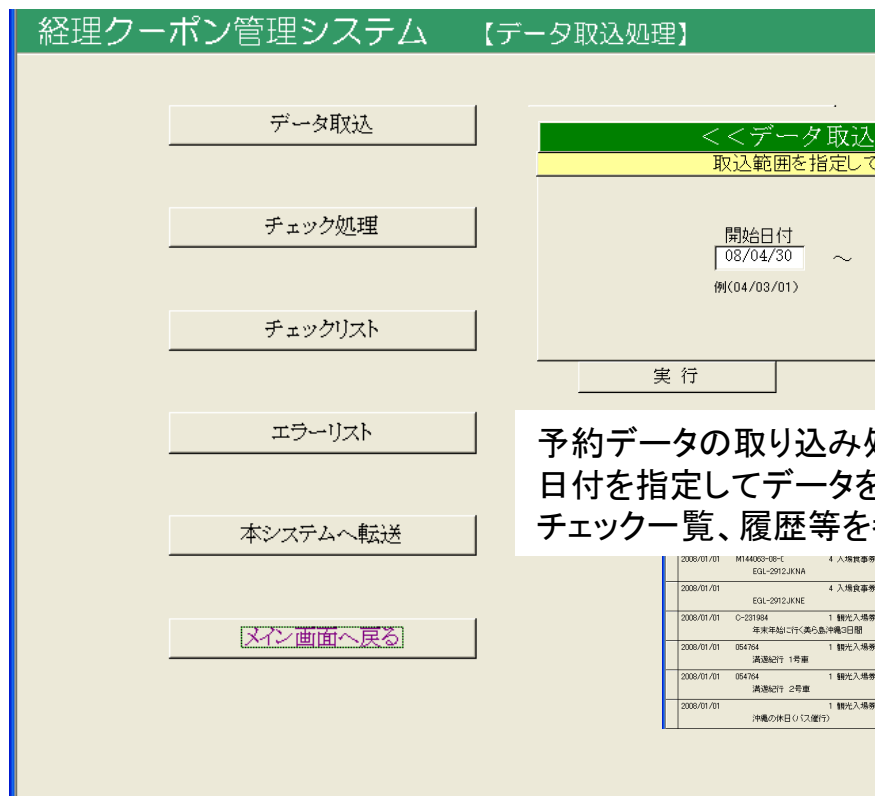 経理クーポン管理システム 【データ取込処理】
データ取込
チェック処理
チェックリスト
エラーリスト
本システムへ転送
メイン画面へ戻る
＜＜データ取込
取込範囲を指定して
開始日付
08/04/30 ～
例(04/03/01)
実 行
予約データの取り込み
日付を指定してデータを
チェック一覧、履歴等を
2008/01/01 M144063-08-0 4 入場食事券
EGL-2912JKNA
2008/01/01 4 入場食事券
EGL-2912JKNE
2008/01/01 C-231984 1 観光入場券
年末年始に行く美ら島沖縄3日間
2008/01/01 054764 1 観光入場券
満遊紀行 1号車
2008/01/01 054764 1 観光入場券
満遊紀行 2号車
2008/01/01 1 観光入場券
沖縄の休日(バス催行)